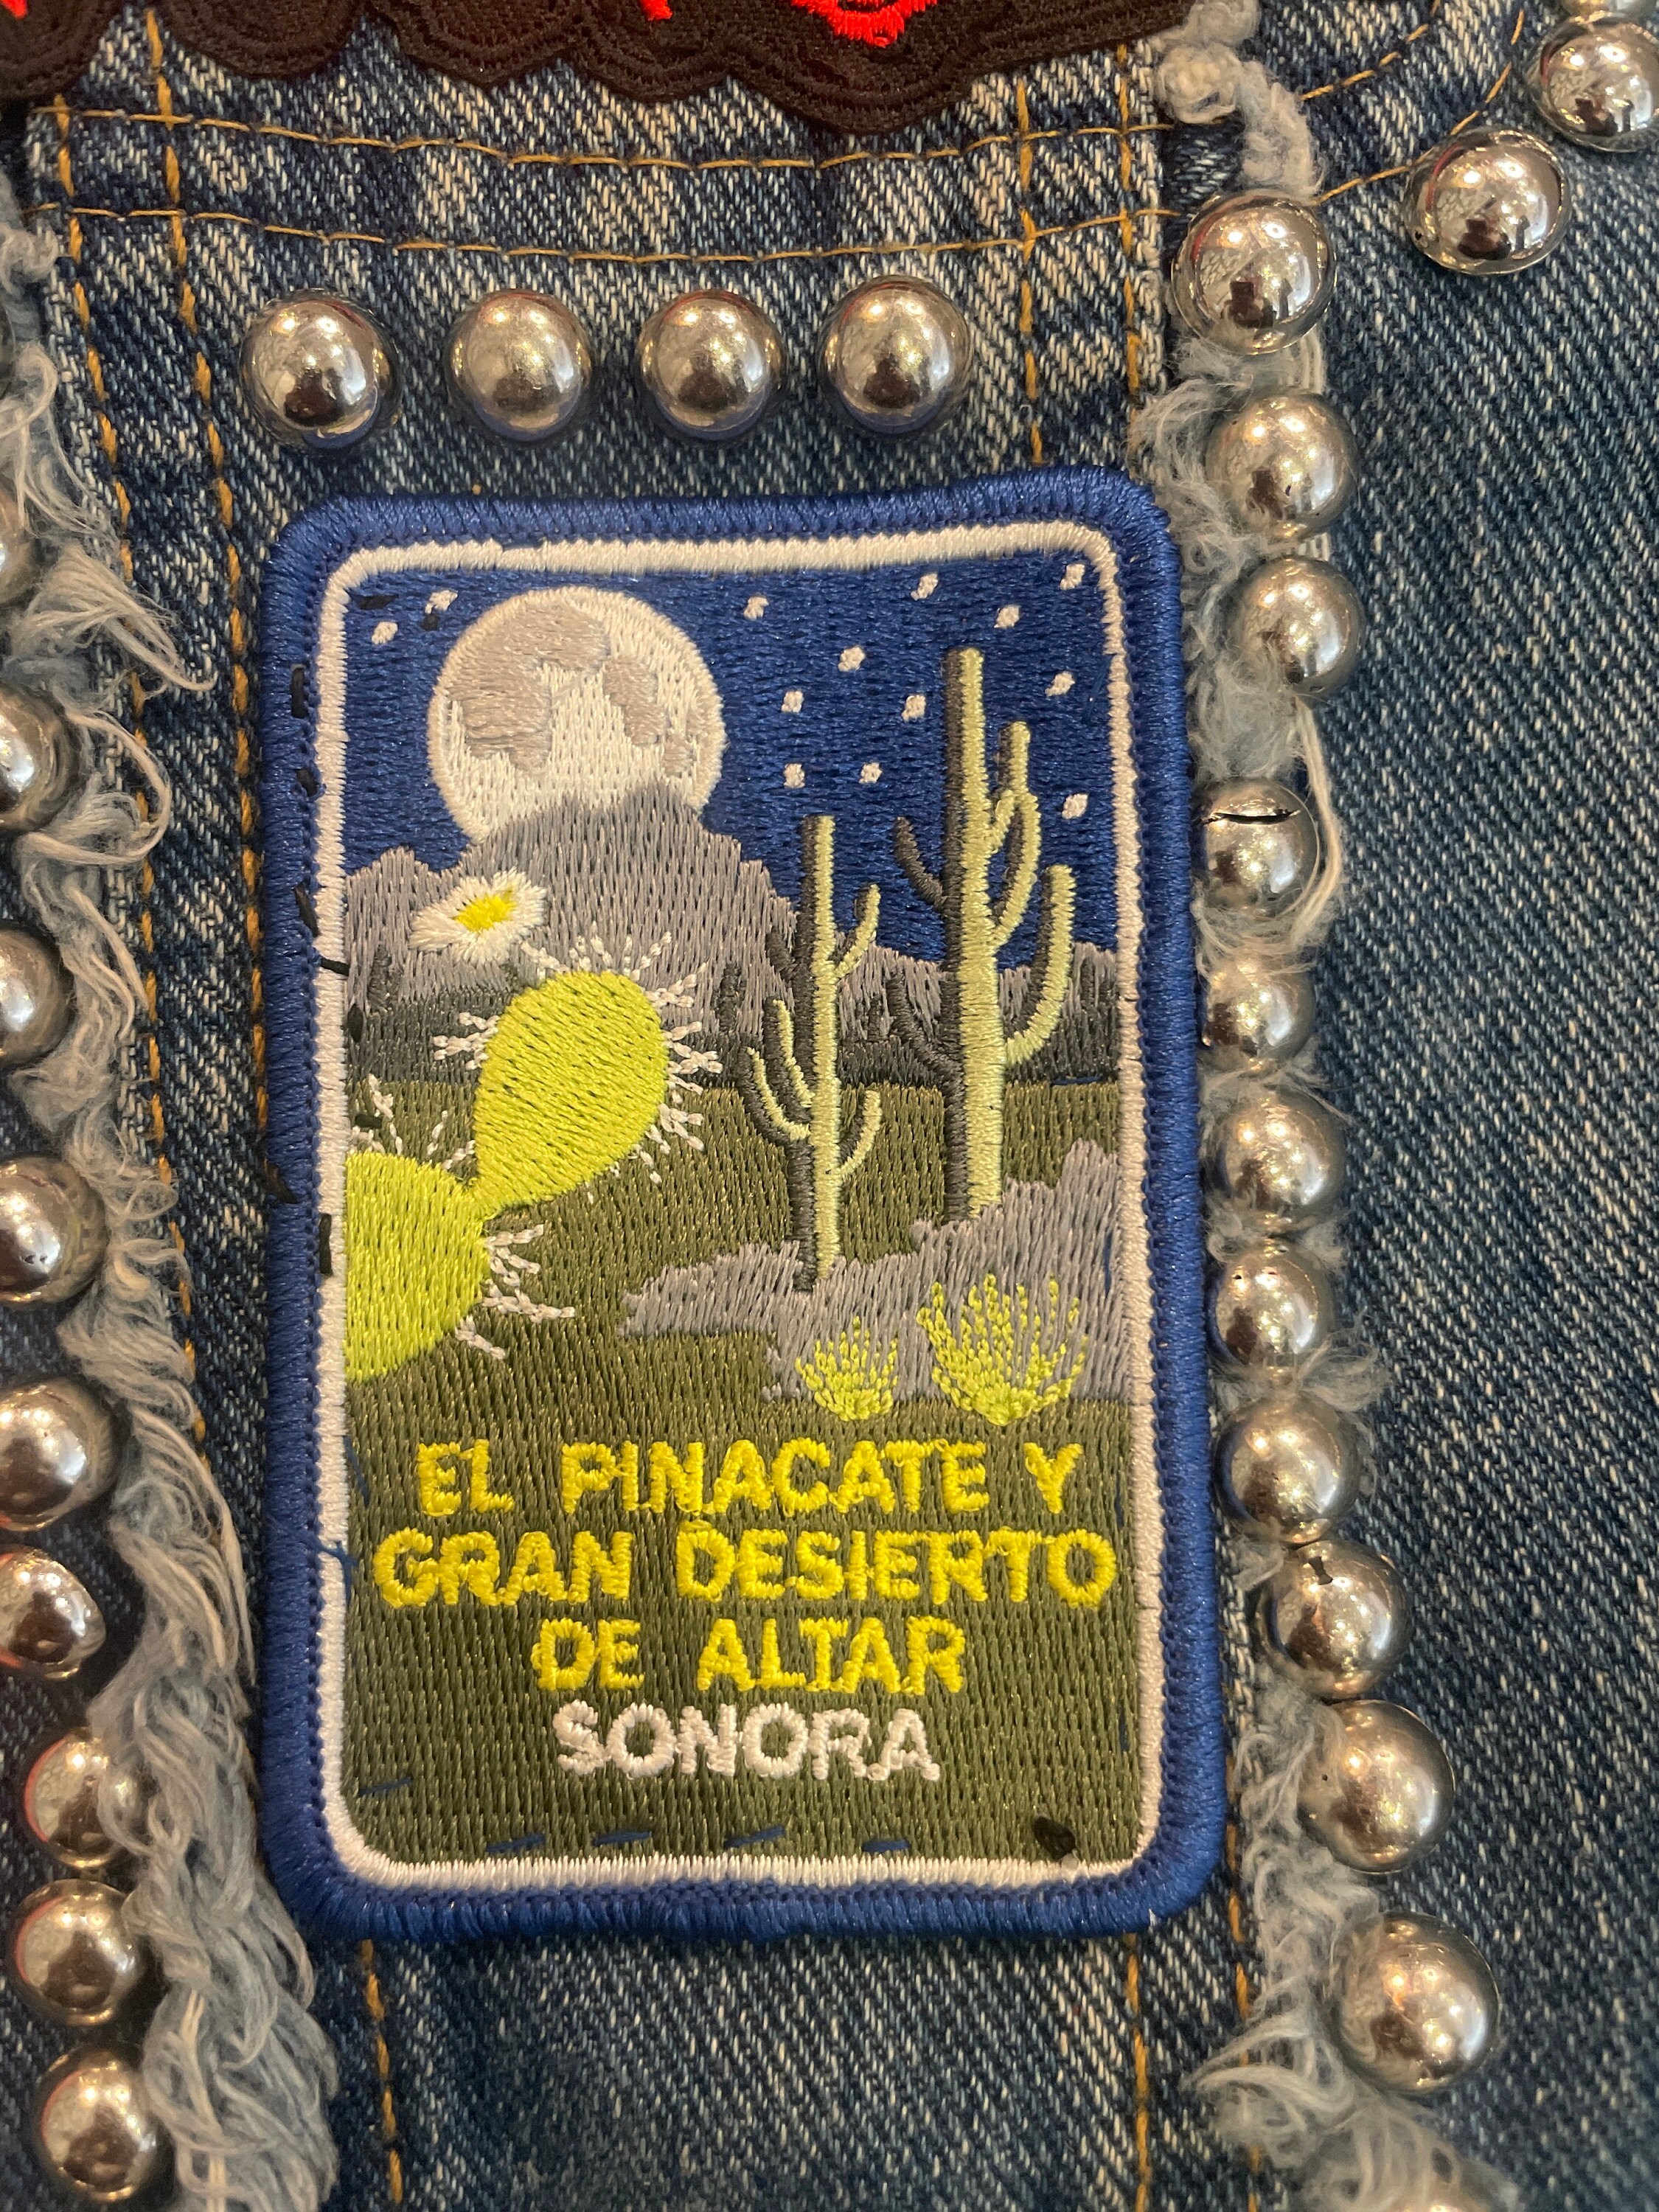 EL PINACATE Y
GRAN DESIERTO
DE ALTAR
SONORA